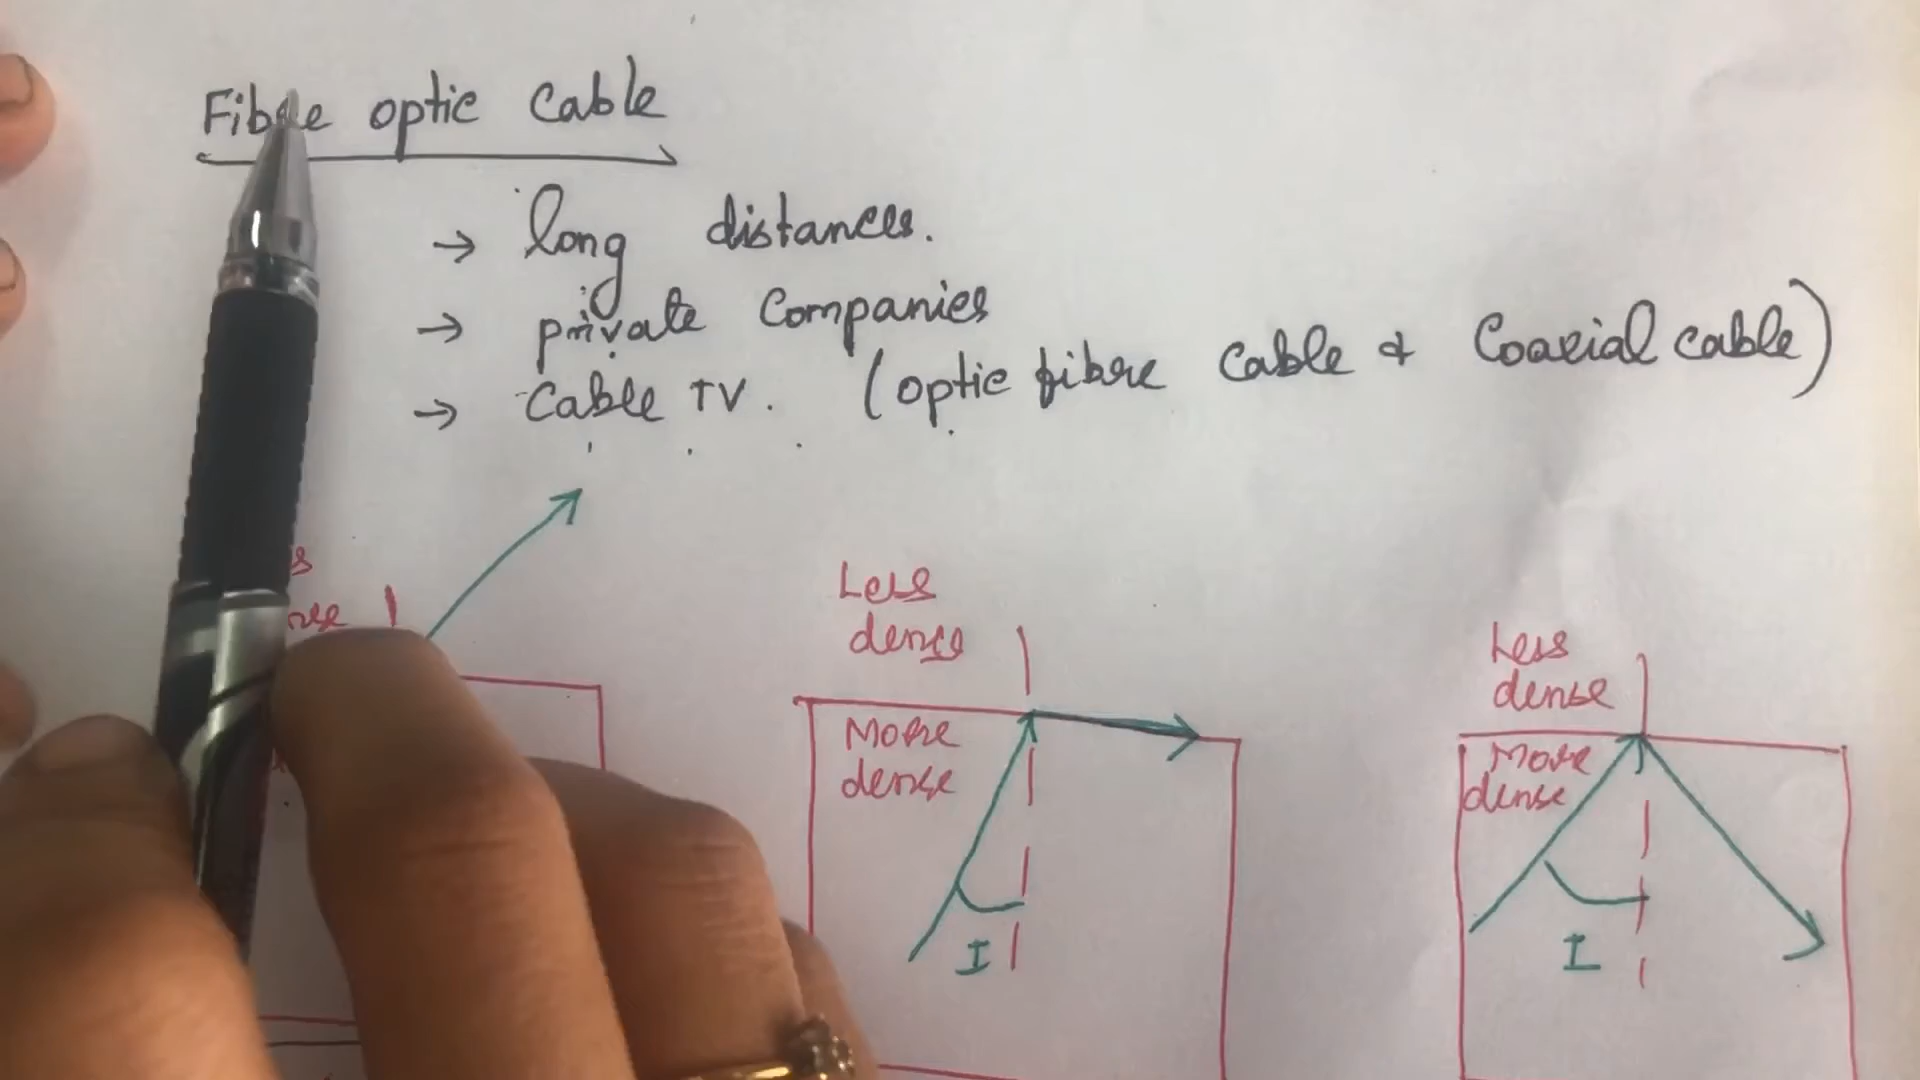 Fibre optic cable
→ long distances.
→ private companies
→ Cable TV. (optic fibre cable & Coaxial cable)
Less
dense
More
dense
I
Less
dense
More
dense
I